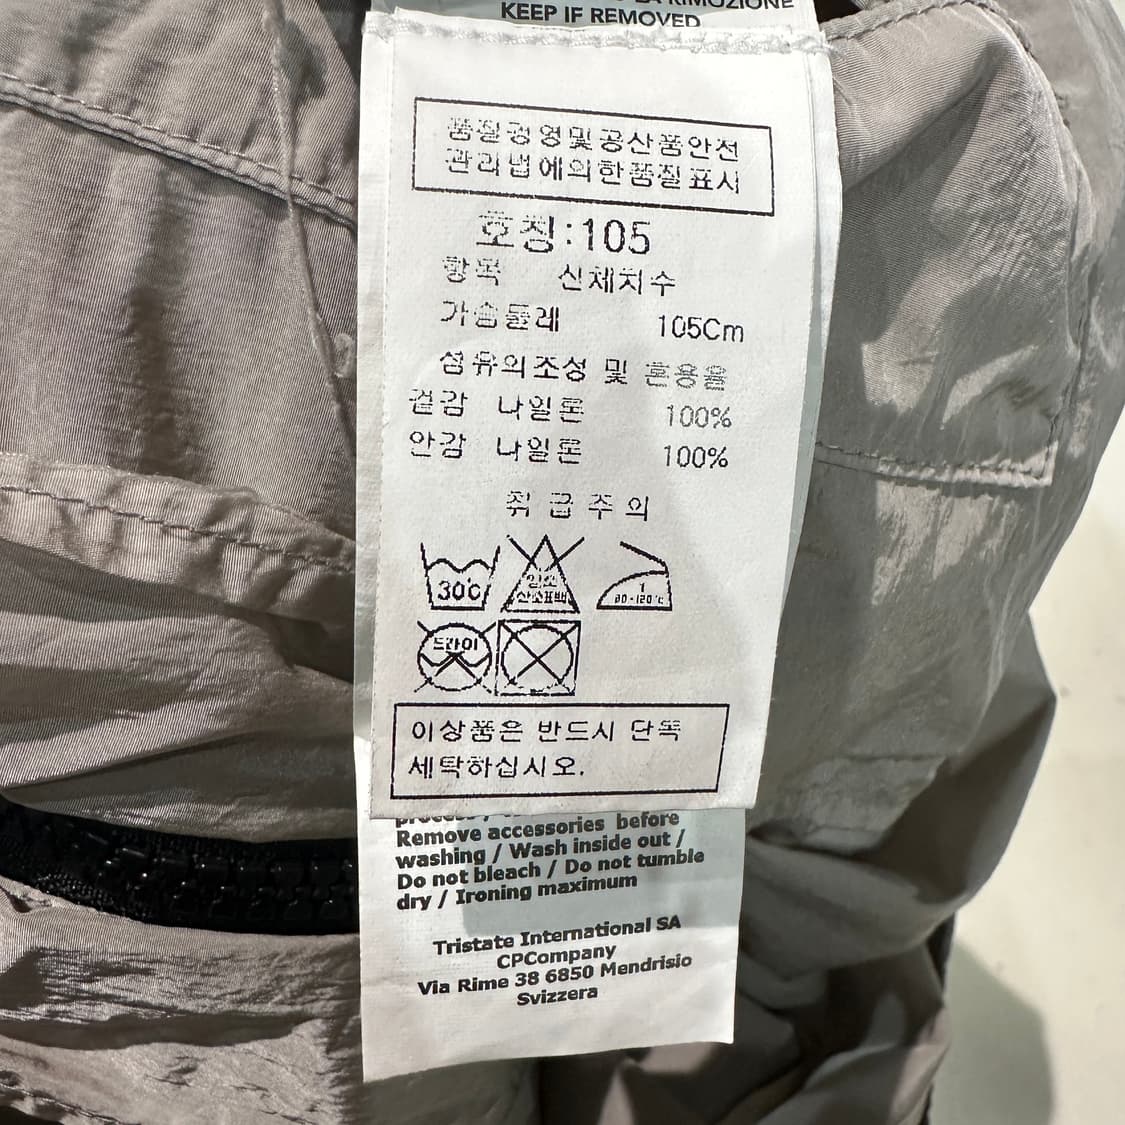 LA RIMOZIONE
KEEP IF REMOVED
품질경영및공산품안전
관리법에의한품질표시
호칭:105
항목 신체치수
가슴둘레 105Cm
섬유의조성 및 혼용율
겉감 나일론 100%
안감 나일론 100%
취급주의
30℃
염소
산소표백
1
80-120℃
드라이
이상품은 반드시 단독
세탁하십시오.
Remove accessories before
washing / Wash inside out /
Do not bleach / Do not tumble
dry / Ironing maximum
Tristate International SA
CPCompany
Via Rime 38 6850 Mendrisio
Svizzera